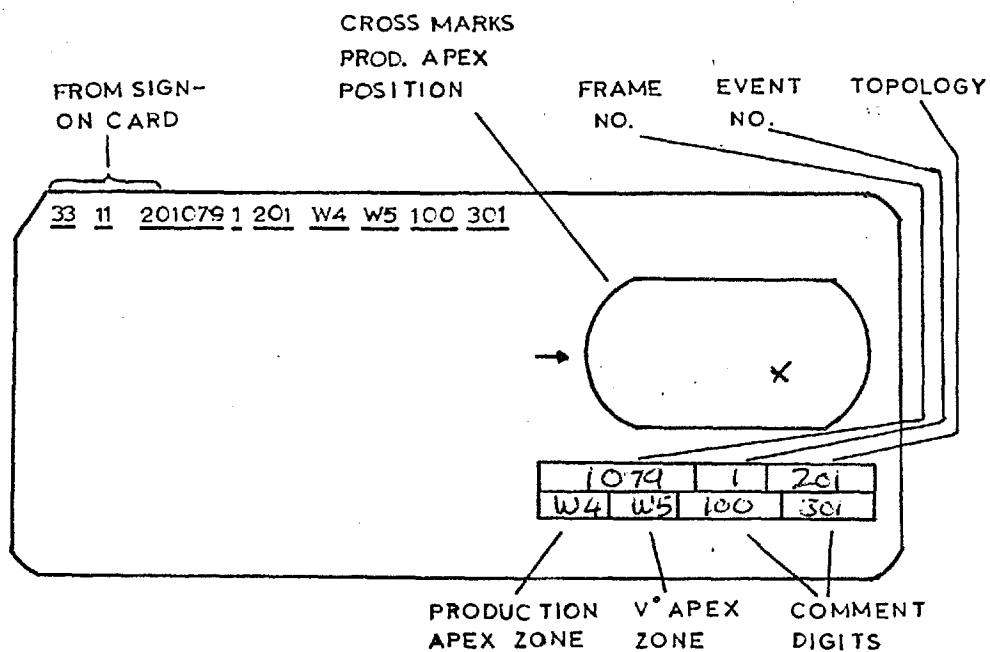 CROSS MARKS
PROD. APEX
POSITION
FROM SIGN-
ON CARD
FRAME
NO.
EVENT
NO.
TOPOLOGY
33 11 201079 1 201 W4 W5 100 301
1079 1 201
W4 W5 100 301
PRODUCTION
APEX ZONE
V° APEX
ZONE
COMMENT
DIGITS